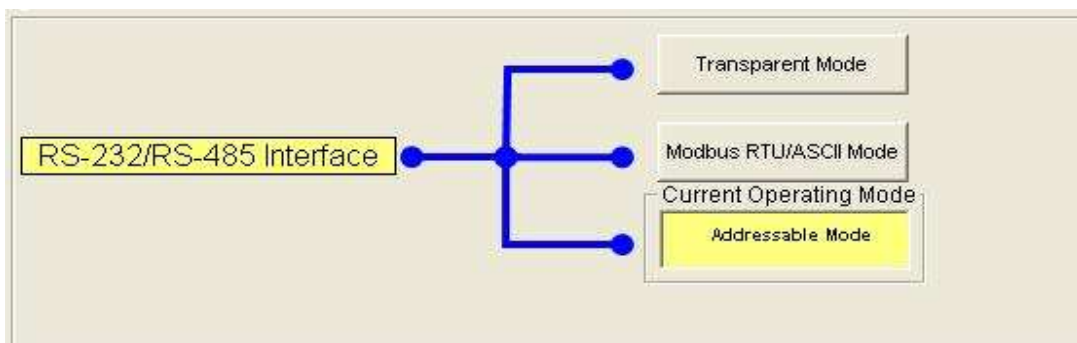 Transparent Mode
RS-232/RS-485 Interface
Modbus RTU/ASCII Mode
Current Operating Mode
Addressable Mode